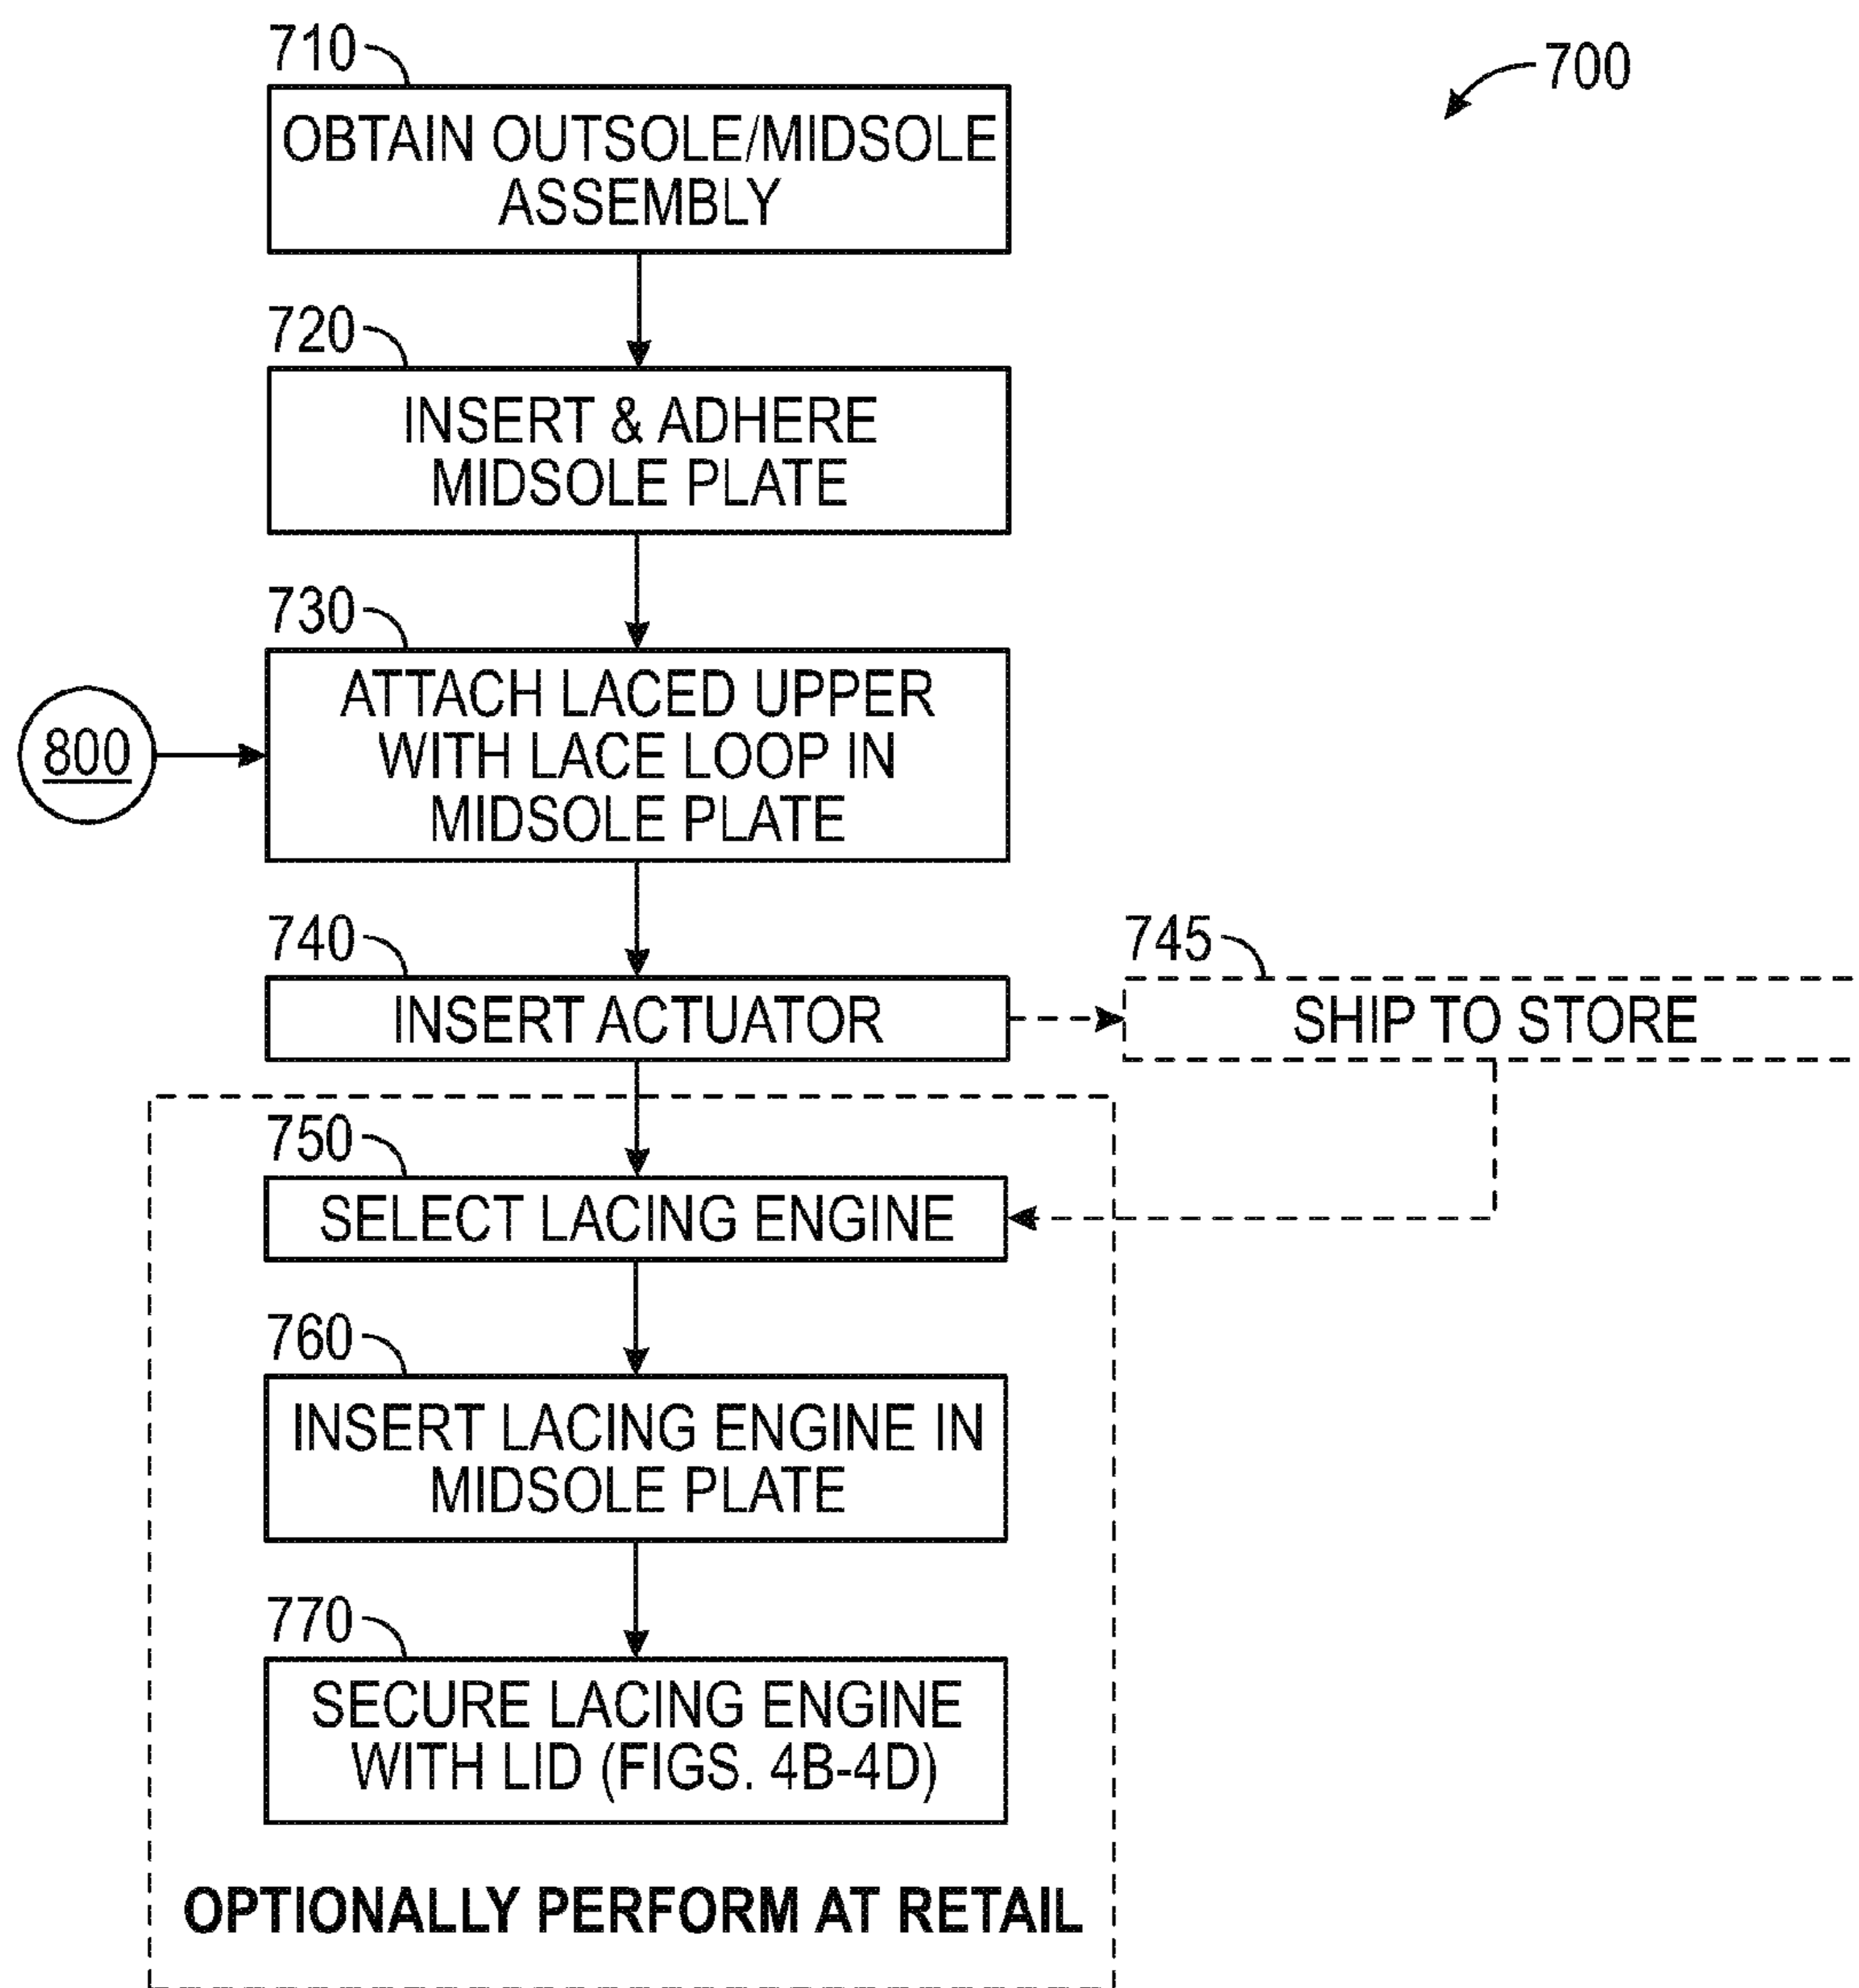 710
700
OBTAIN OUTSOLE/MIDSOLE
ASSEMBLY
720
INSERT & ADHERE
MIDSOLE PLATE
730
800
ATTACH LACED UPPER
WITH LACE LOOP IN
MIDSOLE PLATE
740
INSERT ACTUATOR
745
SHIP TO STORE
750
SELECT LACING ENGINE
760
INSERT LACING ENGINE IN
MIDSOLE PLATE
770
SECURE LACING ENGINE
WITH LID (FIGS. 4B-4D)
OPTIONALLY PERFORM AT RETAIL